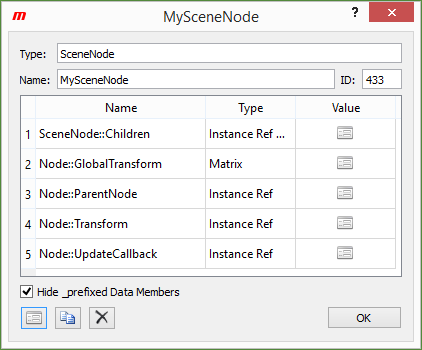 m MySceneNode ? ×
Type: SceneNode
Name: MySceneNode ID: 433
Name Type Value
1 SceneNode::Children Instance Ref ...
2 Node::GlobalTransform Matrix
3 Node::ParentNode Instance Ref
4 Node::Transform Instance Ref
5 Node::UpdateCallback Instance Ref
Hide _prefixed Data Members
OK